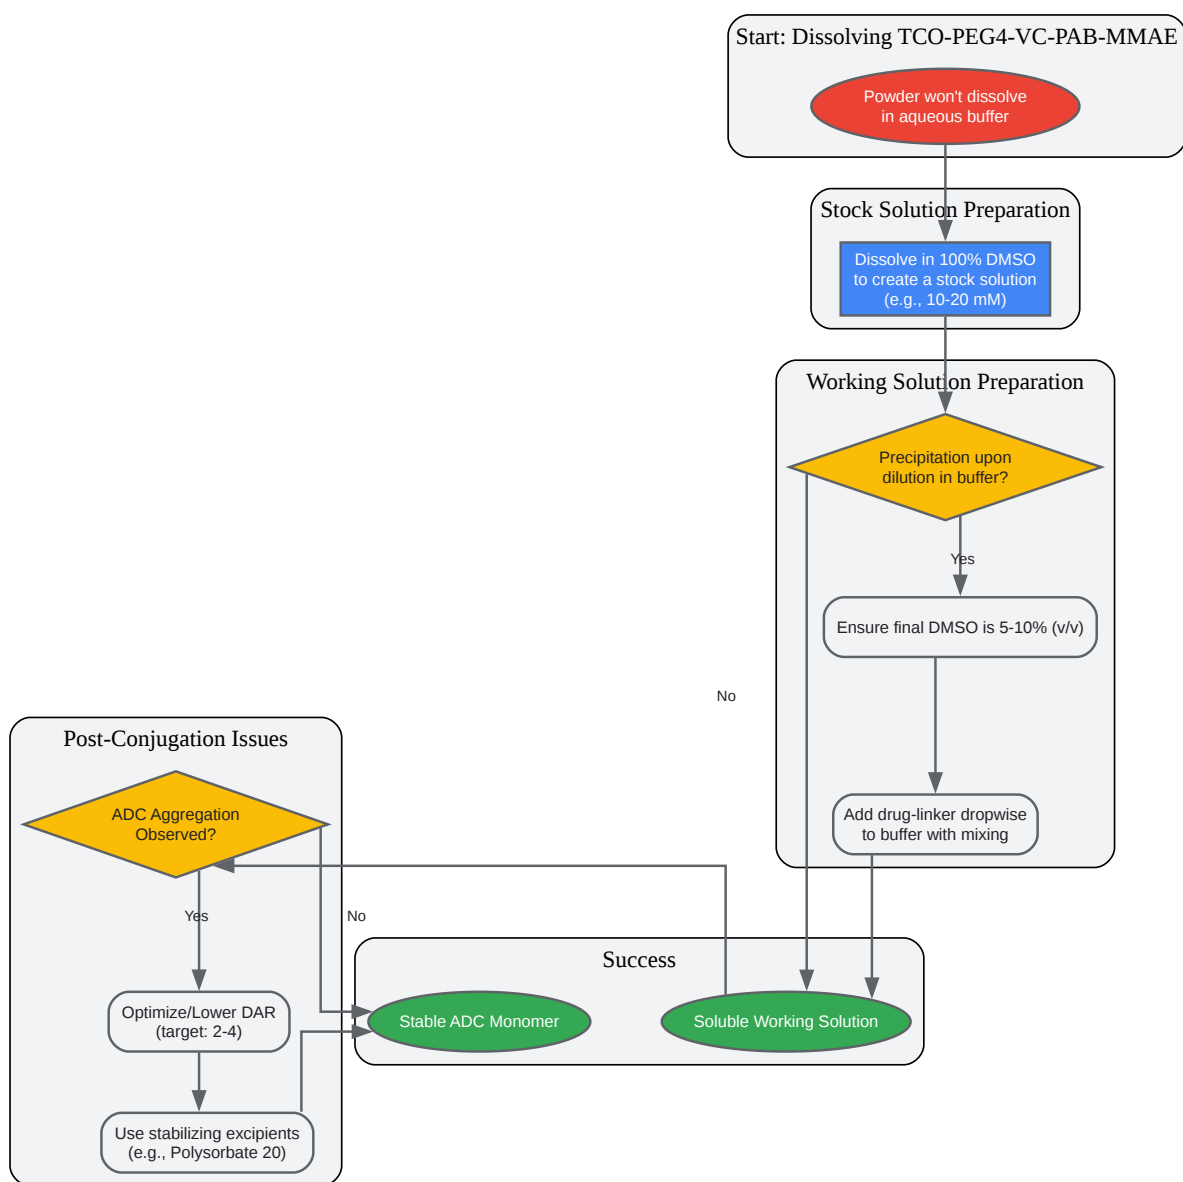 Start: Dissolving TCO-PEG4-VC-PAB-MMAE
Powder won't dissolve
in aqueous buffer
Stock Solution Preparation
Dissolve in 100% DMSO
to create a stock solution
(e.g., 10-20 mM)
Working Solution Preparation
Precipitation upon
dilution in buffer?
Yes
Ensure final DMSO is 5-10% (v/v)
No
Add drug-linker dropwise
to buffer with mixing
Post-Conjugation Issues
ADC Aggregation
Observed?
Yes
No
Optimize/Lower DAR
(target: 2-4)
Use stabilizing excipients
(e.g., Polysorbate 20)
Success
Stable ADC Monomer
Soluble Working Solution